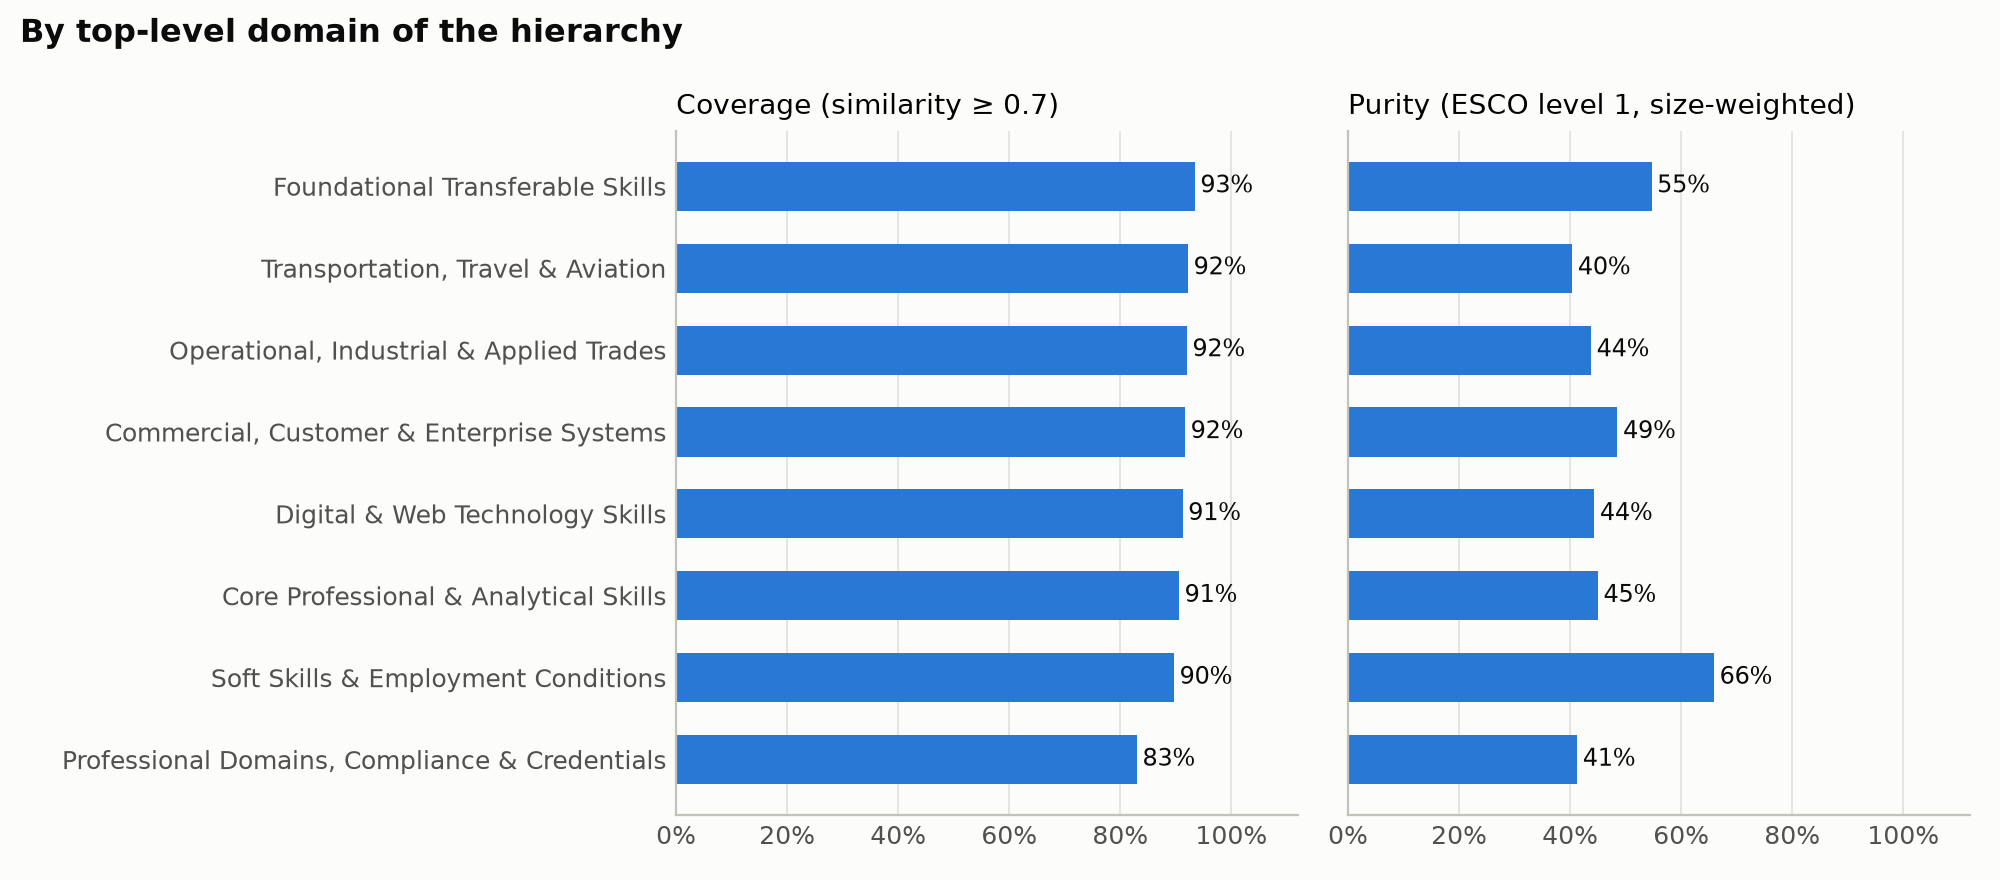 By top-level domain of the hierarchy
Coverage (similarity ≥ 0.7)
Purity (ESCO level 1, size-weighted)
Foundational Transferable Skills 93% 55%
Transportation, Travel & Aviation 92% 40%
Operational, Industrial & Applied Trades 92% 44%
Commercial, Customer & Enterprise Systems 92% 49%
Digital & Web Technology Skills 91% 44%
Core Professional & Analytical Skills 91% 45%
Soft Skills & Employment Conditions 90% 66%
Professional Domains, Compliance & Credentials 83% 41%
0% 20% 40% 60% 80% 100% 0% 20% 40% 60% 80% 100%